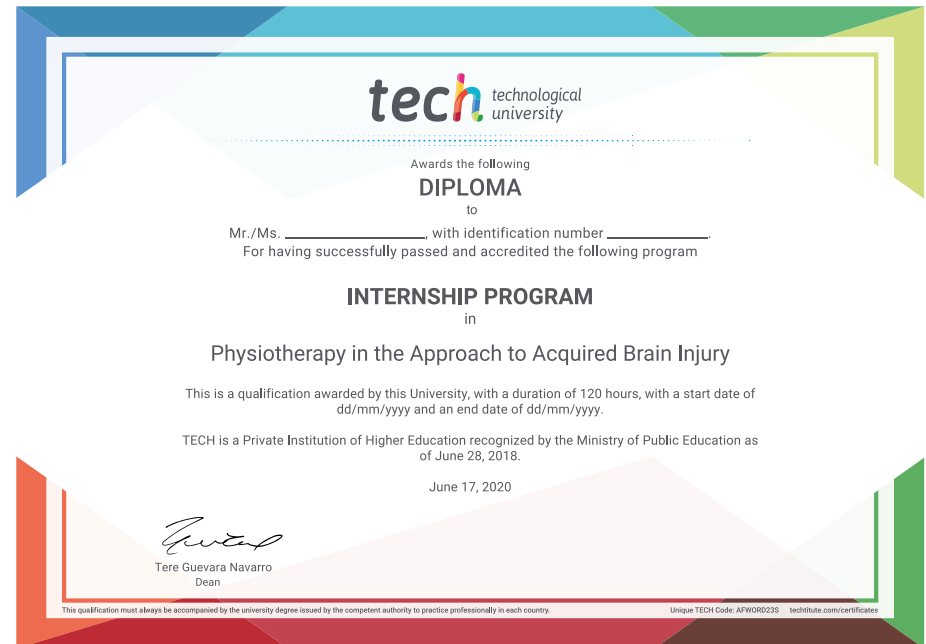 tech technological
university
Awards the following
DIPLOMA
to
Mr./Ms. ____________________, with identification number ______________.
For having successfully passed and accredited the following program
INTERNSHIP PROGRAM
in
Physiotherapy in the Approach to Acquired Brain Injury
This is a qualification awarded by this University, with a duration of 120 hours, with a start date of
dd/mm/yyyy and an end date of dd/mm/yyyy.
TECH is a Private Institution of Higher Education recognized by the Ministry of Public Education as
of June 28, 2018.
June 17, 2020
Tere Guevara Navarro
Dean
This qualification must always be accompanied by the university degree issued by the competent authority to practice professionally in each country.
Unique TECH Code: AFWORD23S techtitute.com/certificates